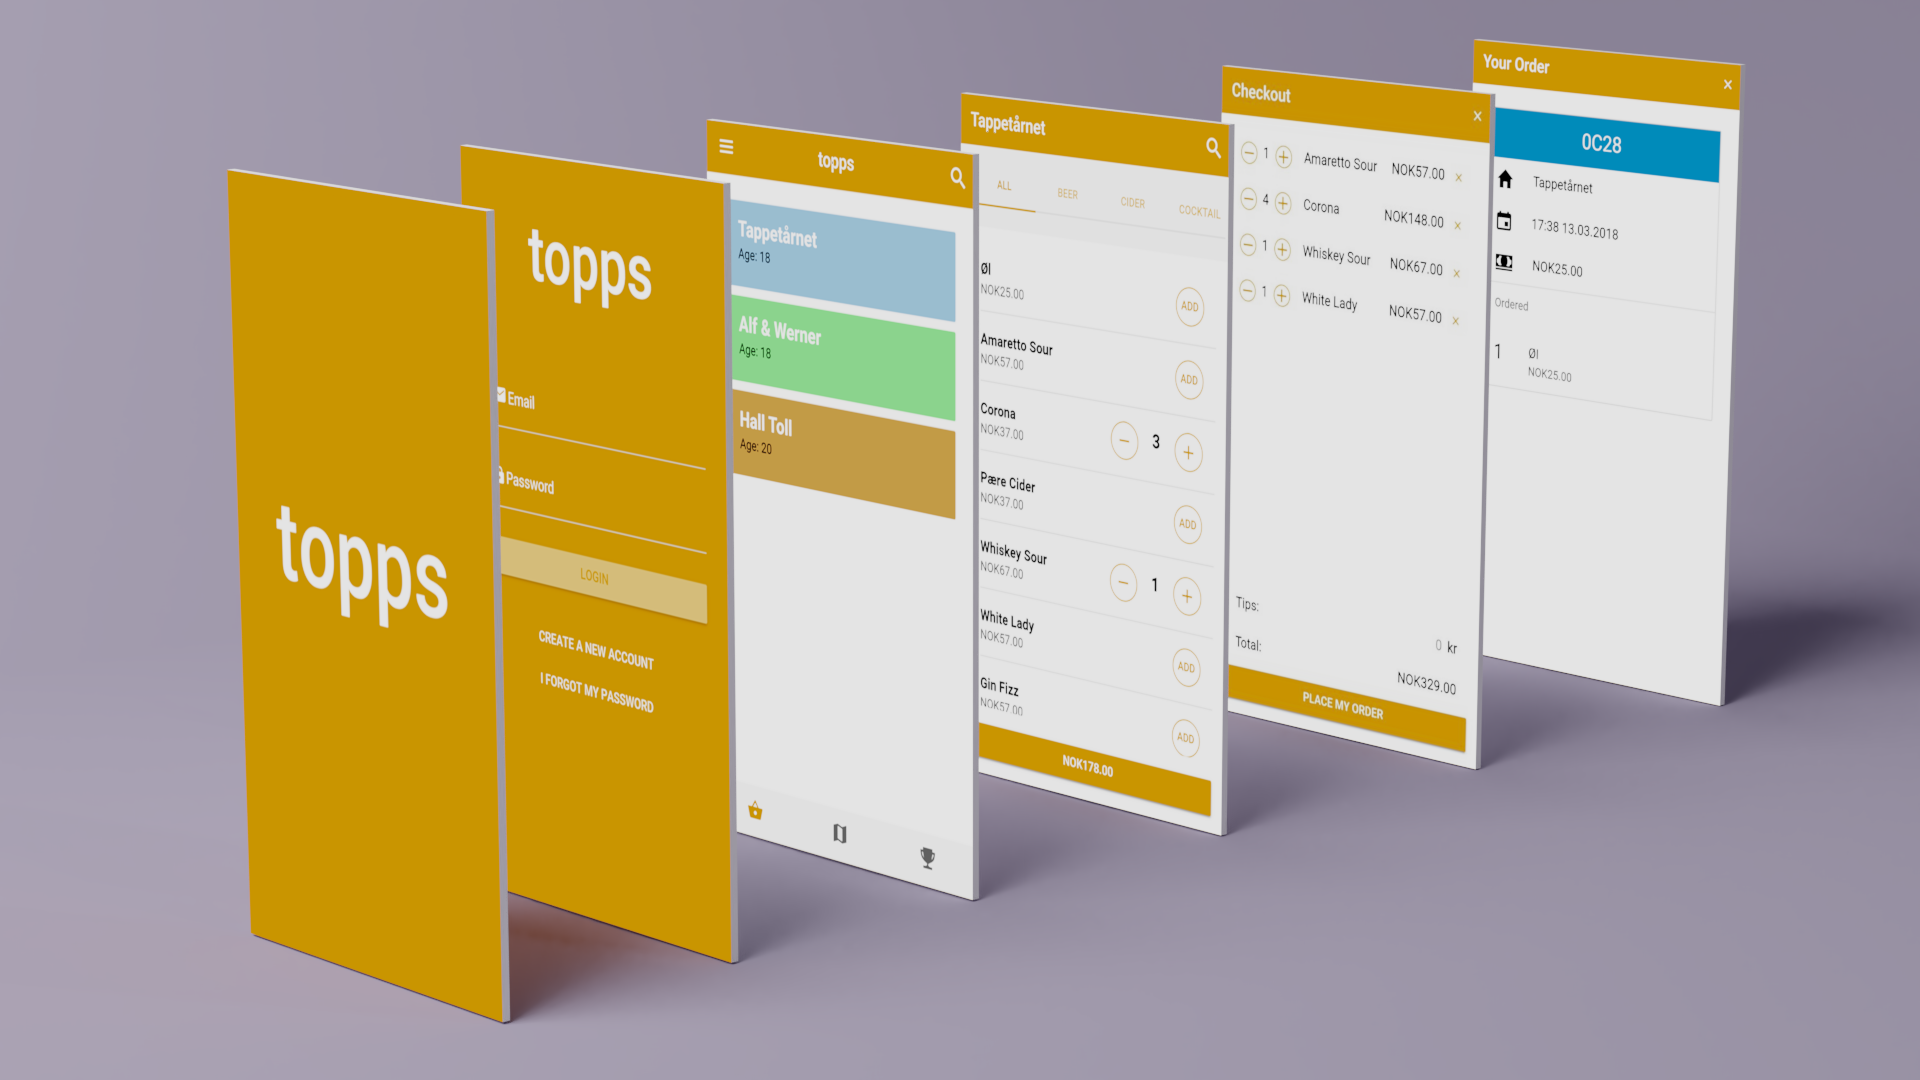 topps
topps
Email
Password
LOGIN
CREATE A NEW ACCOUNT
I FORGOT MY PASSWORD
topps
Tappetårnet
Age: 18
Alf & Werner
Age: 18
Hall Toll
Age: 20
Tappetårnet
ALL BEER CIDER COCKTAIL
Øl
NOK25.00
ADD
Amaretto Sour
NOK57.00
ADD
Corona
NOK37.00
3
Pære Cider
NOK37.00
ADD
Whiskey Sour
NOK67.00
1
White Lady
NOK57.00
ADD
Gin Fizz
NOK57.00
ADD
NOK178.00
Checkout
1 Amaretto Sour NOK57.00
4 Corona NOK148.00
1 Whiskey Sour NOK67.00
1 White Lady NOK57.00
Tips:
0 kr
Total:
NOK329.00
PLACE MY ORDER
Your Order
0C28
Tappetårnet
17:38 13.03.2018
NOK25.00
Ordered
1 Øl
NOK25.00